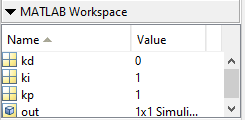 MATLAB Workspace
Name Value
kd 0
ki 1
kp 1
out 1x1 Simuli...